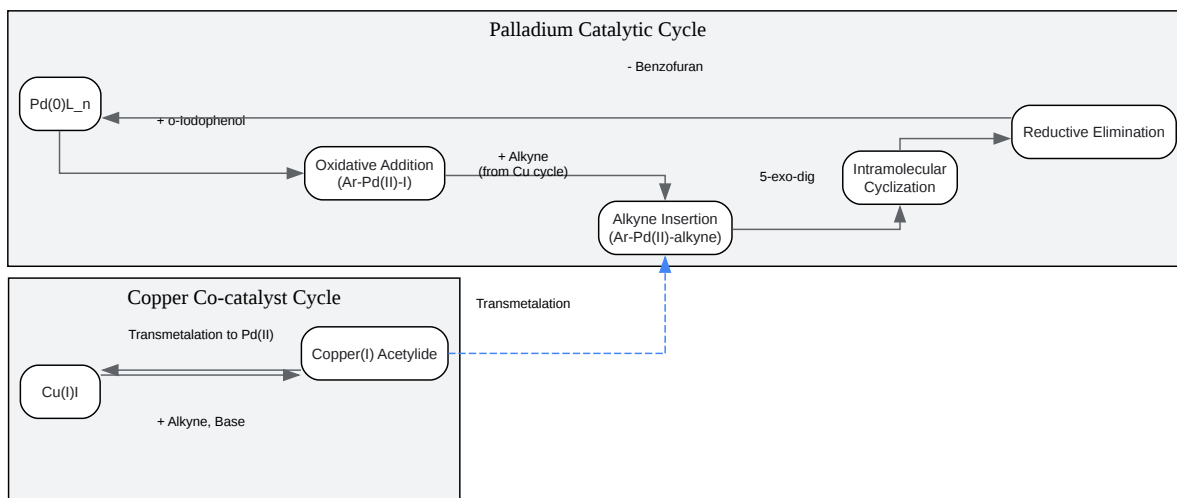 Palladium Catalytic Cycle
- Benzofuran
Pd(0)L_n
+ o-Iodophenol
Reductive Elimination
Oxidative Addition
(Ar-Pd(II)-I)
+ Alkyne
(from Cu cycle)
5-exo-dig
Intramolecular
Cyclization
Alkyne Insertion
(Ar-Pd(II)-alkyne)
Copper Co-catalyst Cycle
Transmetalation
Transmetalation to Pd(II)
Copper(I) Acetylide
Cu(I)I
+ Alkyne, Base